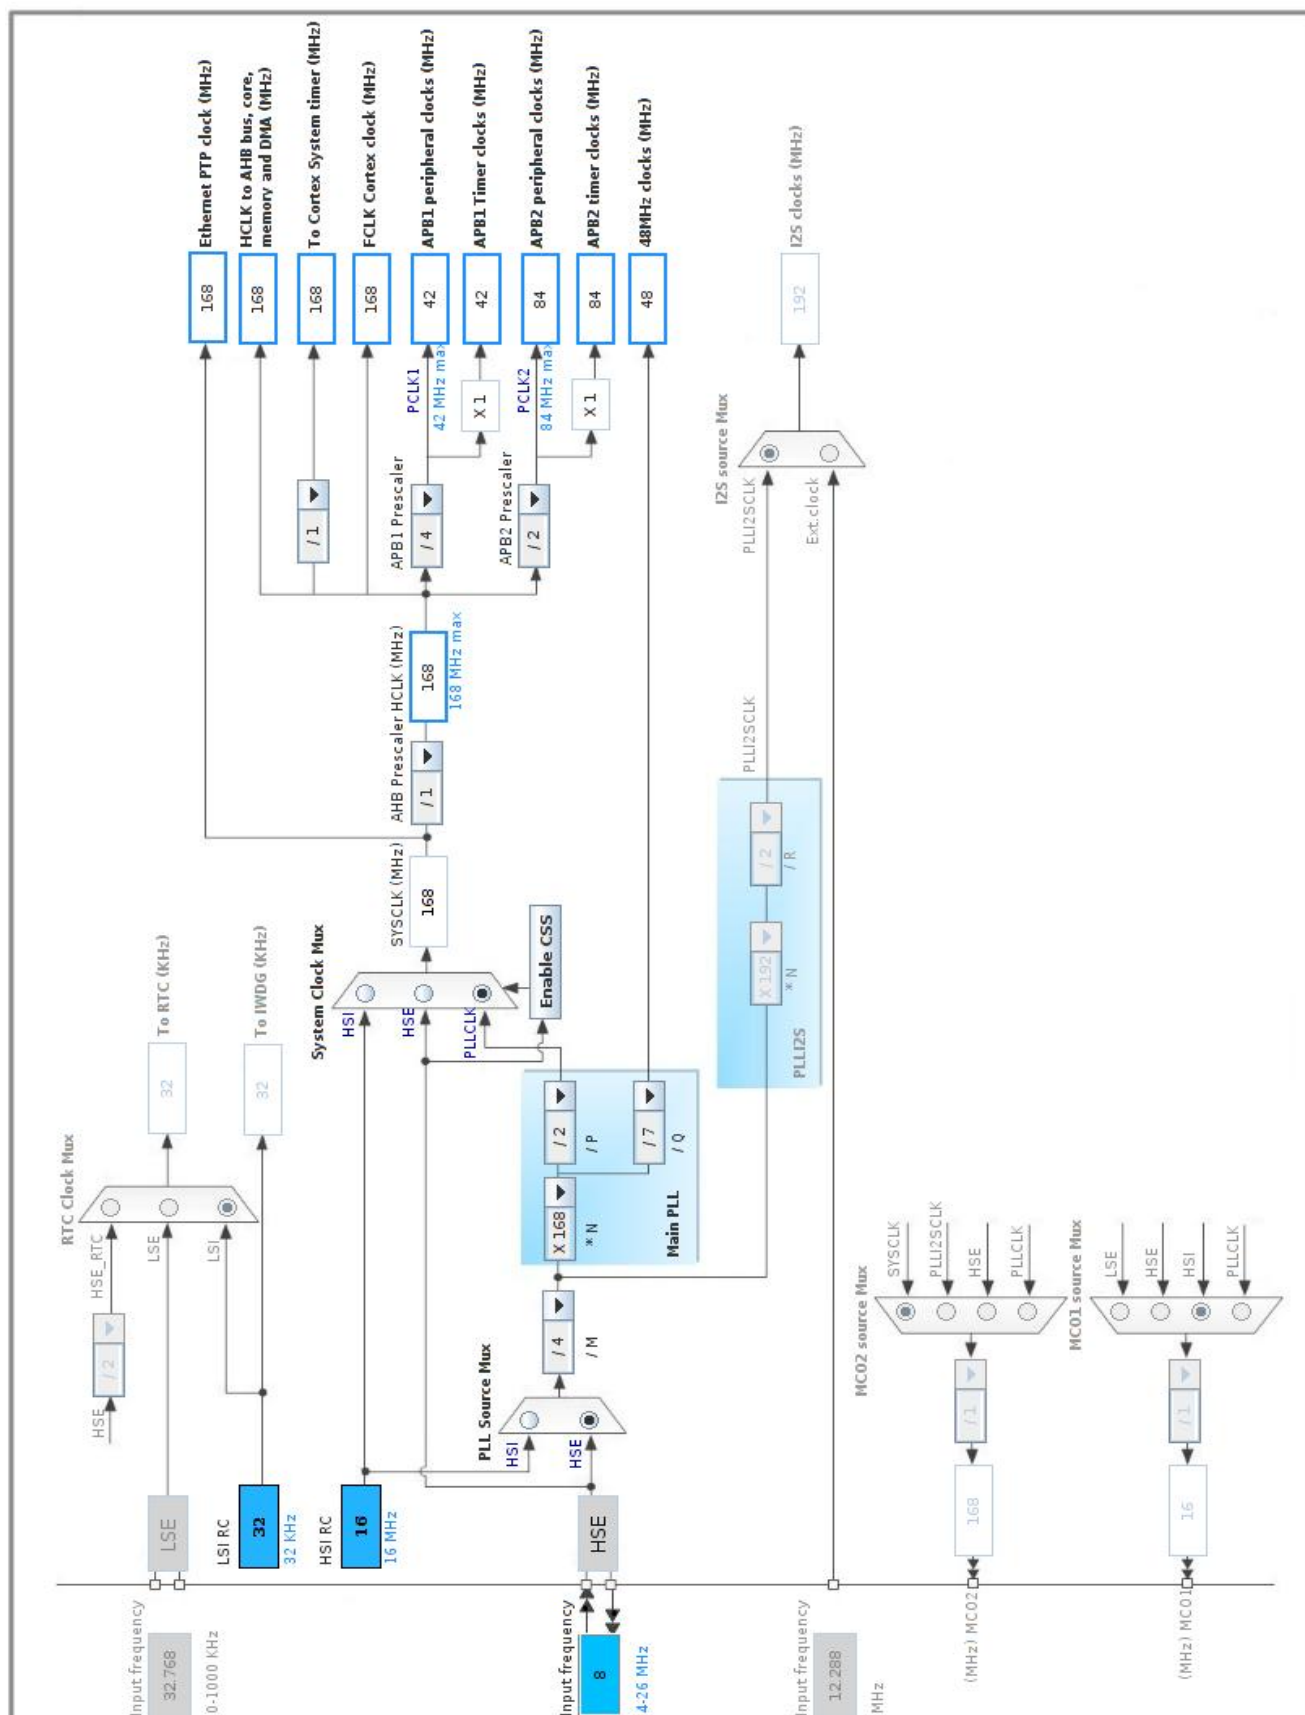 Input frequency
32.768
0-1000 KHz
LSE
HSE
/ 2
HSE_RTC
LSE
LSI
RTC Clock Mux
32
To RTC (KHz)
LSI RC
32
32 KHz
32
To IWDG (KHz)
HSI RC
16
16 MHz
System Clock Mux
HSI
HSE
PLLCLK
Enable CSS
SYSCLK (MHz)
168
AHB Prescaler
/ 1
HCLK (MHz)
168
168 MHz max
168
Ethernet PTP clock (MHz)
168
HCLK to AHB bus, core,
memory and DMA (MHz)
/ 1
168
To Cortex System timer (MHz)
168
FCLK Cortex clock (MHz)
APB1 Prescaler
/ 4
PCLK1
42 MHz max
42
APB1 peripheral clocks (MHz)
X 1
42
APB1 Timer clocks (MHz)
APB2 Prescaler
/ 2
PCLK2
84 MHz max
84
APB2 peripheral clocks (MHz)
X 1
84
APB2 timer clocks (MHz)
48
48MHz clocks (MHz)
Input frequency
8
4-26 MHz
HSE
PLL Source Mux
HSI
HSE
/ 4
/ M
X 168
* N
/ 2
/ P
/ 7
/ Q
Main PLL
PLLI2S
X 192
* N
/ 2
/ R
PLLI2SCLK
I2S source Mux
PLLI2SCLK
Ext.clock
192
I2S clocks (MHz)
Input frequency
12.288
MHz
MCO2 source Mux
SYSCLK
PLLI2SCLK
HSE
PLLCLK
/ 1
168
(MHz) MCO2
MCO1 source Mux
LSE
HSE
HSI
PLLCLK
/ 1
16
(MHz) MCO1